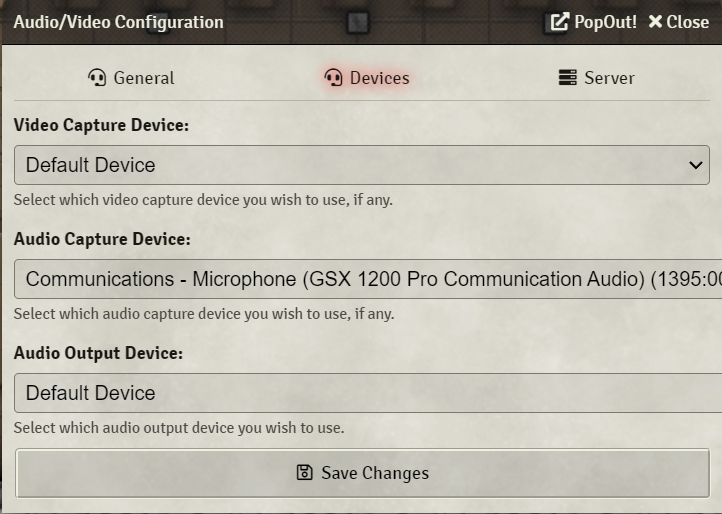 Audio/Video Configuration PopOut! Close
General Devices Server
Video Capture Device:
Default Device
Select which video capture device you wish to use, if any.
Audio Capture Device:
Communications - Microphone (GSX 1200 Pro Communication Audio) (1395:00
Select which audio capture device you wish to use, if any.
Audio Output Device:
Default Device
Select which audio output device you wish to use.
Save Changes